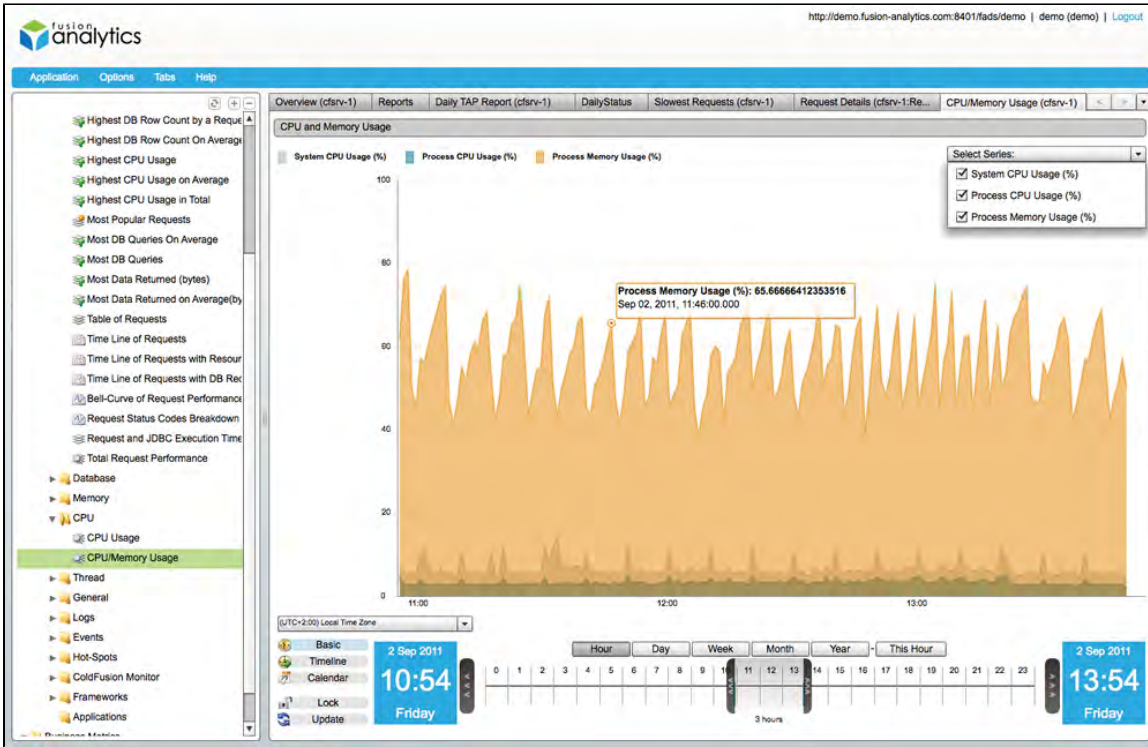 http://demo.fusion-analytics.com:8401/fads/demo | demo (demo) | Logout
fusion
analytics
Application Options Tabs Help
Overview (cfsrv-1) Reports Daily TAP Report (cfsrv-1) DailyStatus Slowest Requests (cfsrv-1) Request Details (cfsrv-1:Re... CPU/Memory Usage (cfsrv-1)
Highest DB Row Count by a Reque
Highest DB Row Count On Average
Highest CPU Usage
Highest CPU Usage on Average
Highest CPU Usage in Total
Most Popular Requests
Most DB Queries On Average
Most DB Queries
Most Data Returned (bytes)
Most Data Returned on Average(by
Table of Requests
Time Line of Requests
Time Line of Requests with Resour
Time Line of Requests with DB Rec
Bell-Curve of Request Performance
Request Status Codes Breakdown
Request and JDBC Execution Time
Total Request Performance
Database
Memory
CPU
CPU Usage
CPU/Memory Usage
Thread
General
Logs
Events
Hot-Spots
ColdFusion Monitor
Frameworks
Applications
CPU and Memory Usage
System CPU Usage (%) Process CPU Usage (%) Process Memory Usage (%)
Select Series:
System CPU Usage (%)
Process CPU Usage (%)
Process Memory Usage (%)
100
80
Process Memory Usage (%): 65.66666412353516
Sep 02, 2011, 11:46:00.000
60
40
20
0
11:00 12:00 13:00
(UTC+2:00) Local Time Zone
Basic
Timeline
Calendar
Lock
Update
2 Sep 2011
10:54
Friday
Hour Day Week Month Year - This Hour
0 1 2 3 4 5 6 7 8 9 10 11 12 13 14 15 16 17 18 19 20 21 22 23
3 hours
2 Sep 2011
13:54
Friday